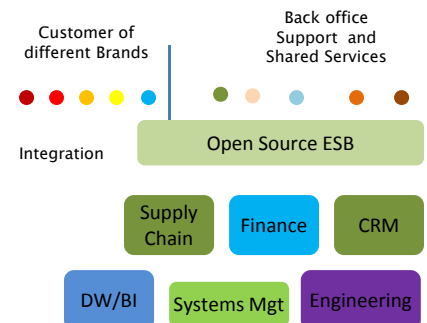 Customer of
different Brands
Back office
Support and
Shared Services
Open Source ESB
Integration
Supply
Chain
Finance
CRM
DW/BI
Systems Mgt
Engineering